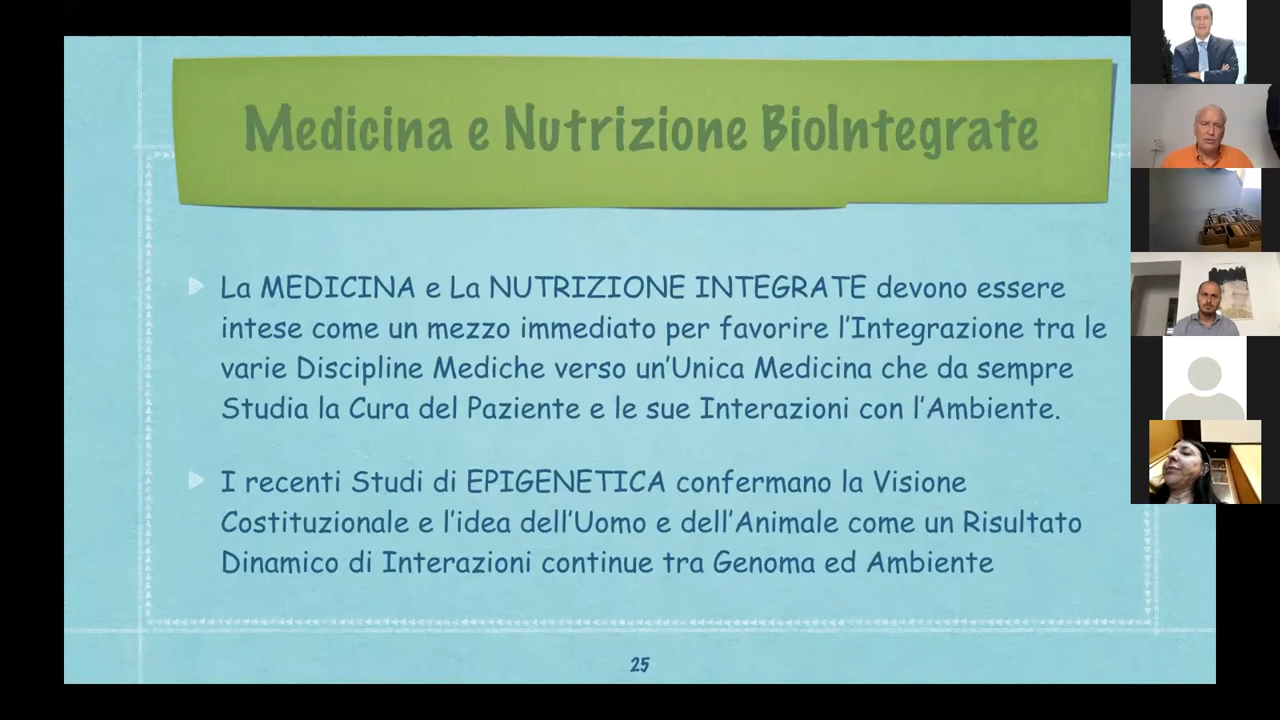 Medicina e Nutrizione BioIntegrate
La MEDICINA e La NUTRIZIONE INTEGRATE devono essere
intese come un mezzo immediato per favorire l'Integrazione tra le
varie Discipline Mediche verso un'Unica Medicina che da sempre
Studia la Cura del Paziente e le sue Interazioni con l'Ambiente.
I recenti Studi di EPIGENETICA confermano la Visione
Costituzionale e l'idea dell'Uomo e dell'Animale come un Risultato
Dinamico di Interazioni continue tra Genoma ed Ambiente
25